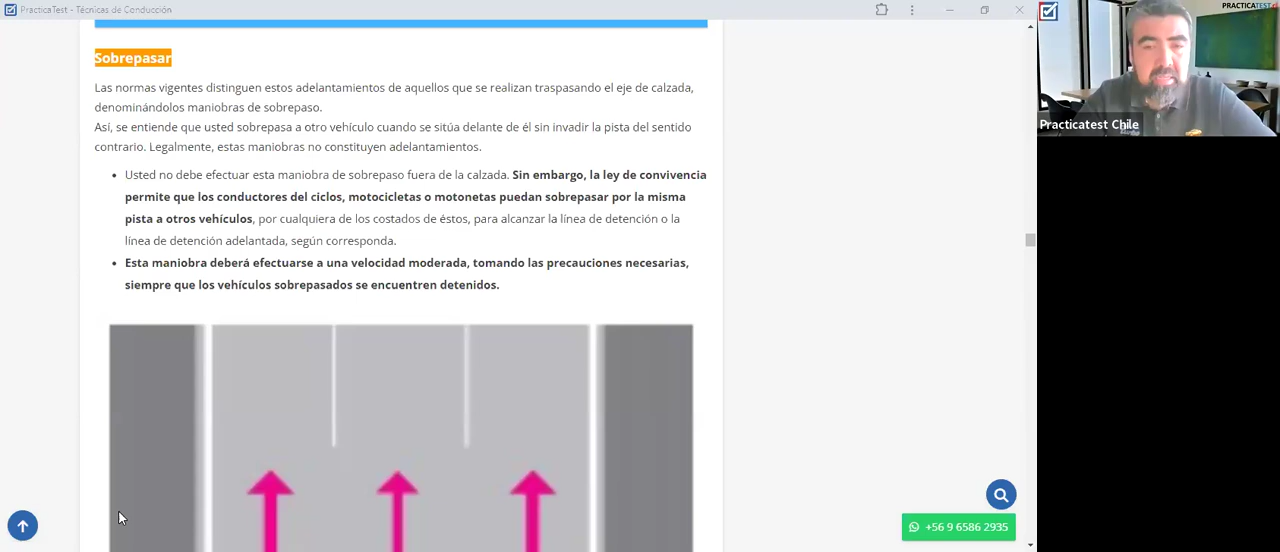 PracticaTest - Técnicas de Conducción
PRACTICATEST
Sobrepasar
Las normas vigentes distinguen estos adelantamientos de aquellos que se realizan traspasando el eje de calzada,
denominándolos maniobras de sobrepaso.
Así, se entiende que usted sobrepasa a otro vehículo cuando se sitúa delante de él sin invadir la pista del sentido
contrario. Legalmente, estas maniobras no constituyen adelantamientos.
Usted no debe efectuar esta maniobra de sobrepaso fuera de la calzada. Sin embargo, la ley de convivencia
permite que los conductores del ciclos, motocicletas o motonetas puedan sobrepasar por la misma
pista a otros vehículos, por cualquiera de los costados de éstos, para alcanzar la línea de detención o la
línea de detención adelantada, según corresponda.
Esta maniobra deberá efectuarse a una velocidad moderada, tomando las precauciones necesarias,
siempre que los vehículos sobrepasados se encuentren detenidos.
Practicatest Chile
+56 9 6586 2935